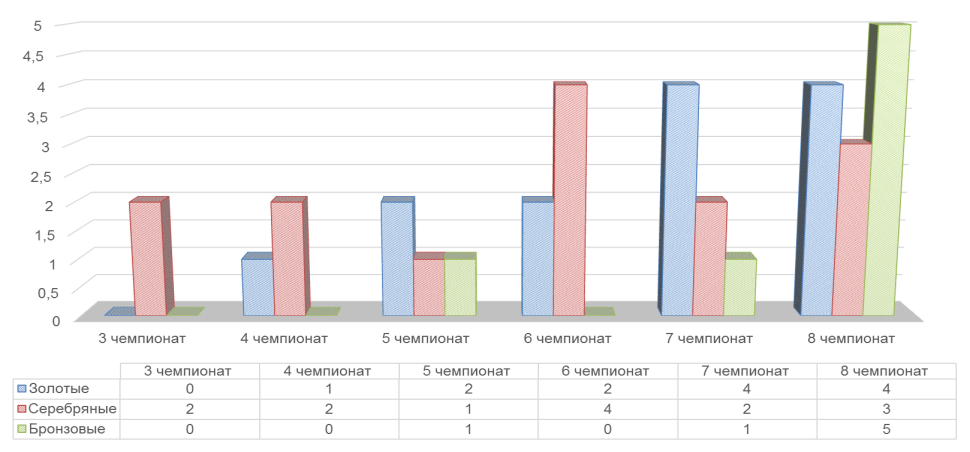 5
4,5
4
3,5
3
2,5
2
1,5
1
0,5
0
3 чемпионат 4 чемпионат 5 чемпионат 6 чемпионат 7 чемпионат 8 чемпионат
3 чемпионат 4 чемпионат 5 чемпионат 6 чемпионат 7 чемпионат 8 чемпионат
Золотые 0 1 2 2 4 4
Серебряные 2 2 1 4 2 3
Бронзовые 0 0 1 0 1 5